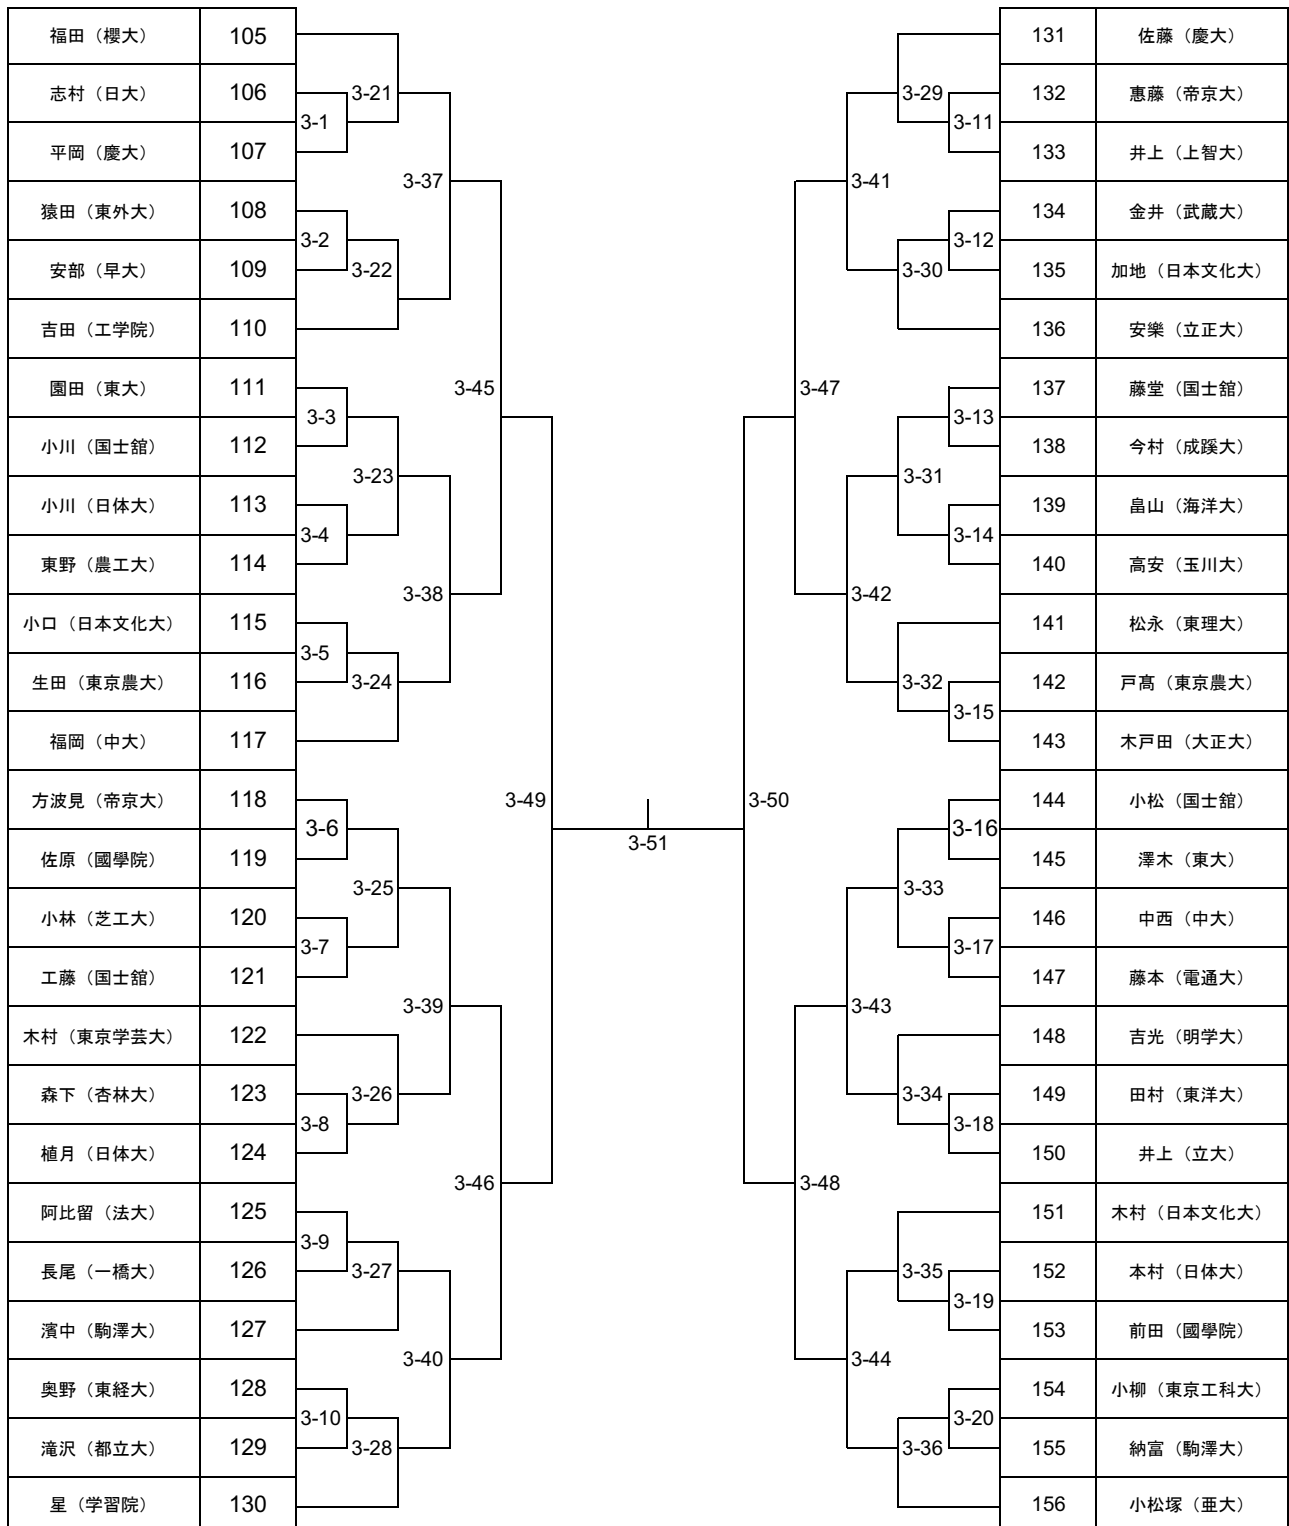 福田（櫻大） 105
志村（日大） 106
平岡（慶大） 107
猿田（東外大） 108
安部（早大） 109
吉田（工学院） 110
園田（東大） 111
小川（国士舘） 112
小川（日体大） 113
東野（農工大） 114
小口（日本文化大） 115
生田（東京農大） 116
福岡（中大） 117
方波見（帝京大） 118
佐原（國學院） 119
小林（芝工大） 120
工藤（国士舘） 121
木村（東京学芸大） 122
森下（杏林大） 123
植月（日体大） 124
阿比留（法大） 125
長尾（一橋大） 126
濱中（駒澤大） 127
奥野（東経大） 128
滝沢（都立大） 129
星（学習院） 130
3-1
3-2
3-3
3-4
3-5
3-6
3-7
3-8
3-9
3-10
3-21
3-22
3-23
3-24
3-25
3-26
3-27
3-28
3-37
3-38
3-39
3-40
3-45
3-46
3-49
3-51
3-50
3-47
3-48
3-41
3-42
3-43
3-44
3-29
3-30
3-31
3-32
3-33
3-34
3-35
3-36
3-11
3-12
3-13
3-14
3-15
3-16
3-17
3-18
3-19
3-20
131 佐藤（慶大）
132 惠藤（帝京大）
133 井上（上智大）
134 金井（武蔵大）
135 加地（日本文化大）
136 安樂（立正大）
137 藤堂（国士舘）
138 今村（成蹊大）
139 畠山（海洋大）
140 高安（玉川大）
141 松永（東理大）
142 戸髙（東京農大）
143 木戸田（大正大）
144 小松（国士舘）
145 澤木（東大）
146 中西（中大）
147 藤本（電通大）
148 吉光（明学大）
149 田村（東洋大）
150 井上（立大）
151 木村（日本文化大）
152 本村（日体大）
153 前田（國學院）
154 小柳（東京工科大）
155 納富（駒澤大）
156 小松塚（亜大）